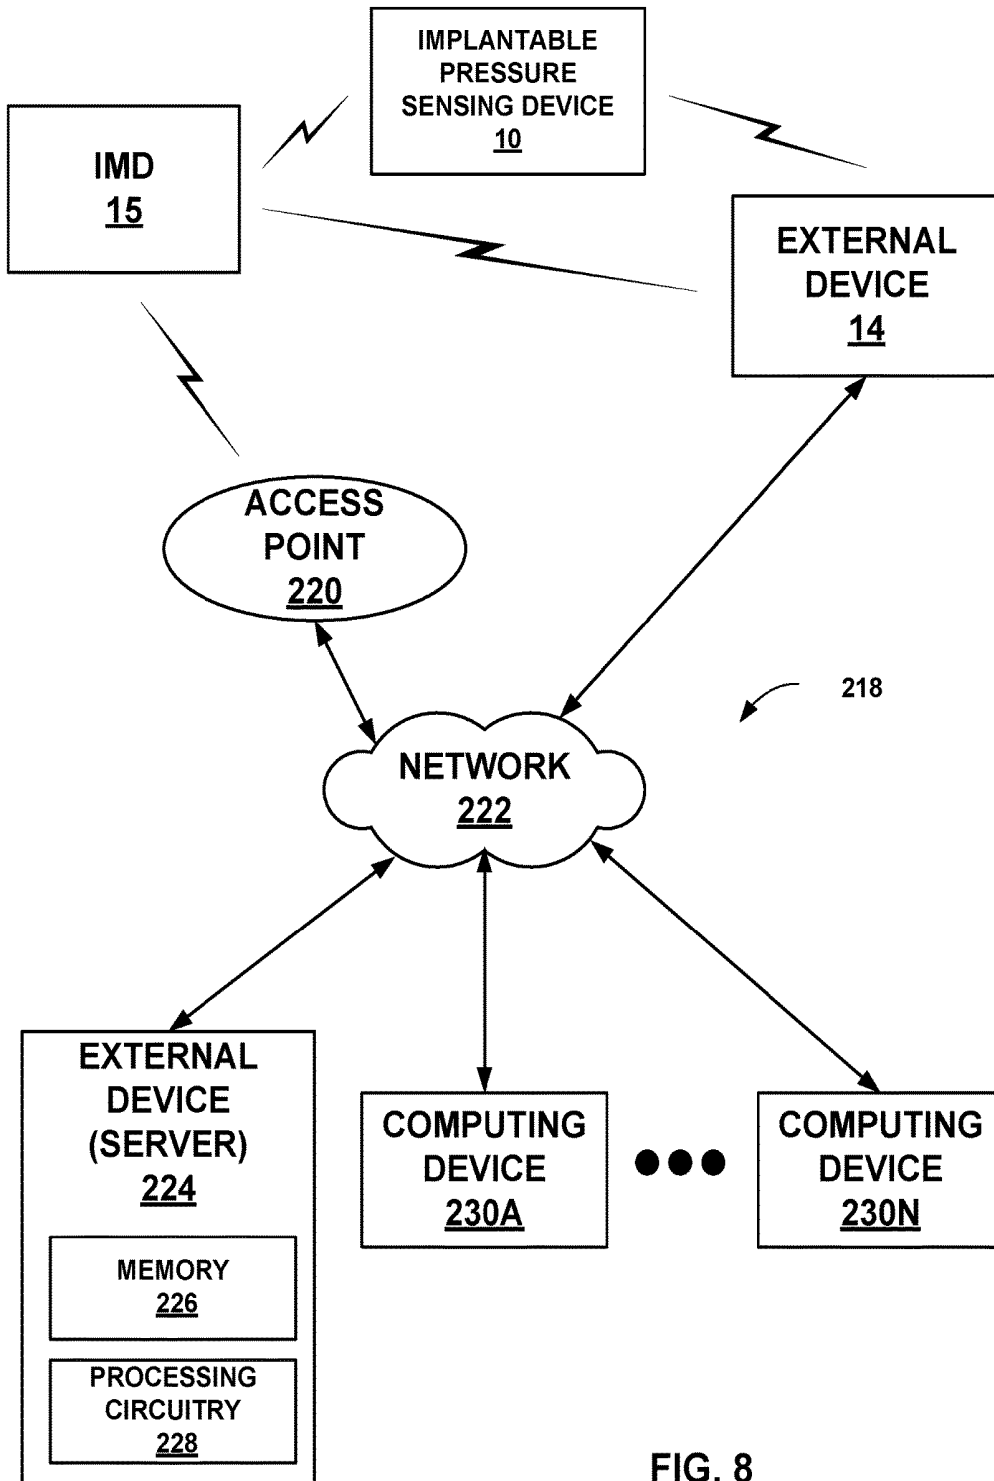 IMPLANTABLE
PRESSURE
SENSING DEVICE
10
IMD
15
EXTERNAL
DEVICE
14
ACCESS
POINT
220
218
NETWORK
222
EXTERNAL
DEVICE
(SERVER)
224
MEMORY
226
PROCESSING
CIRCUITRY
228
COMPUTING
DEVICE
230A
COMPUTING
DEVICE
230N
FIG. 8